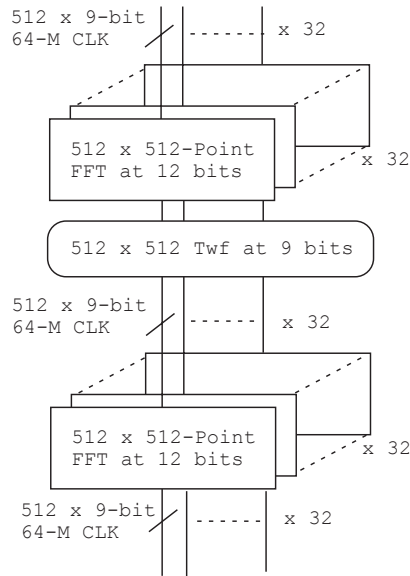 512 x 9-bit
64-M CLK
x 32
512 x 512-Point
FFT at 12 bits
x 32
512 x 512 Twf at 9 bits
512 x 9-bit
64-M CLK
x 32
512 x 512-Point
FFT at 12 bits
x 32
512 x 9-bit
64-M CLK
x 32